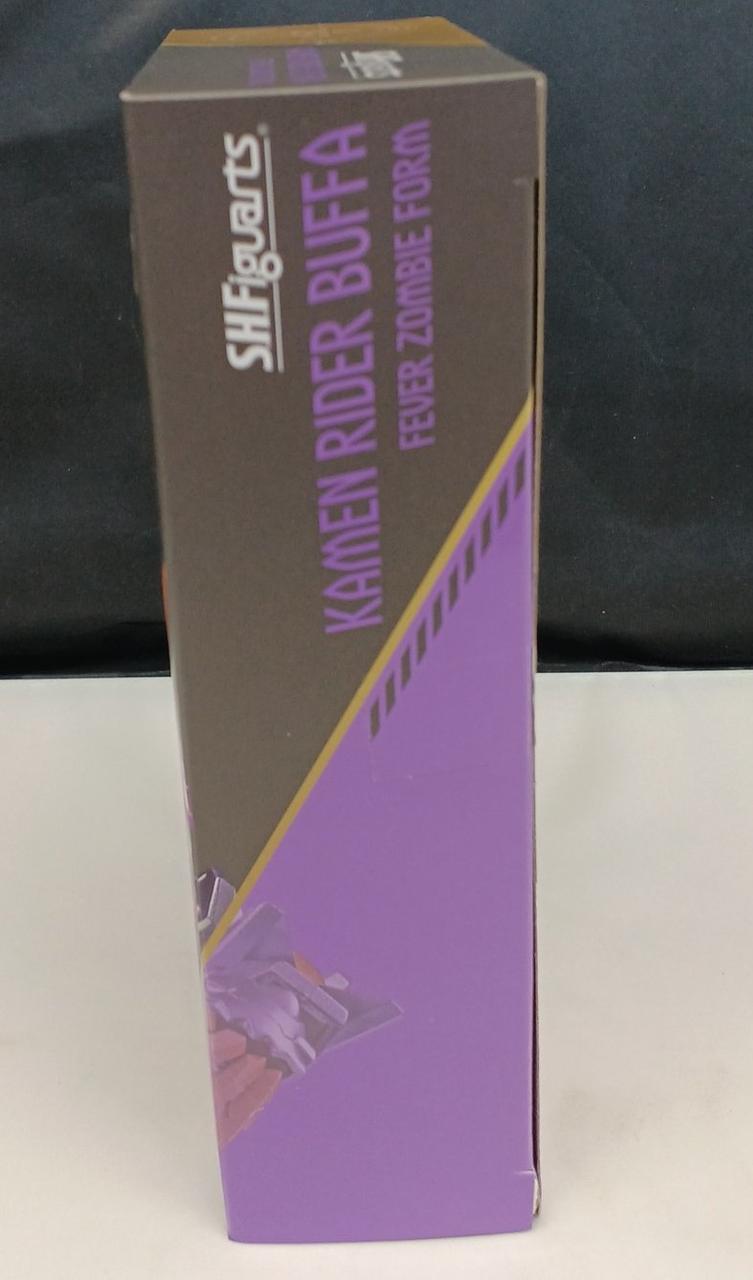 S.H.Figuarts
KAMEN RIDER BUFFA
FEVER ZOMBIE FORM